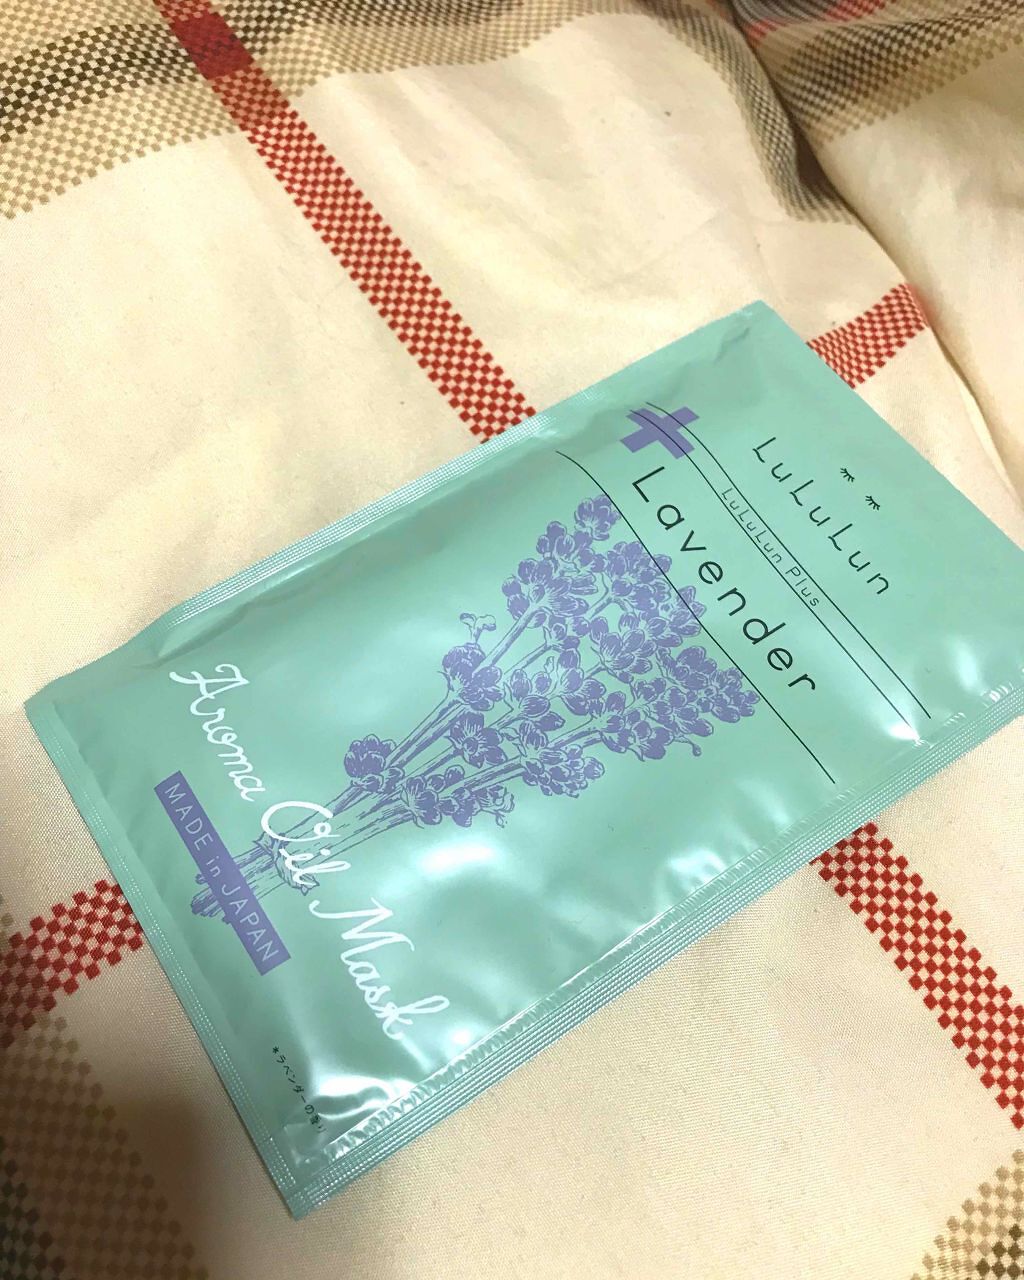 LuLuLun
LuLuLun Plus
Lavender
Aroma Oil Mask
MADE in JAPAN
*ラベンダーの香り